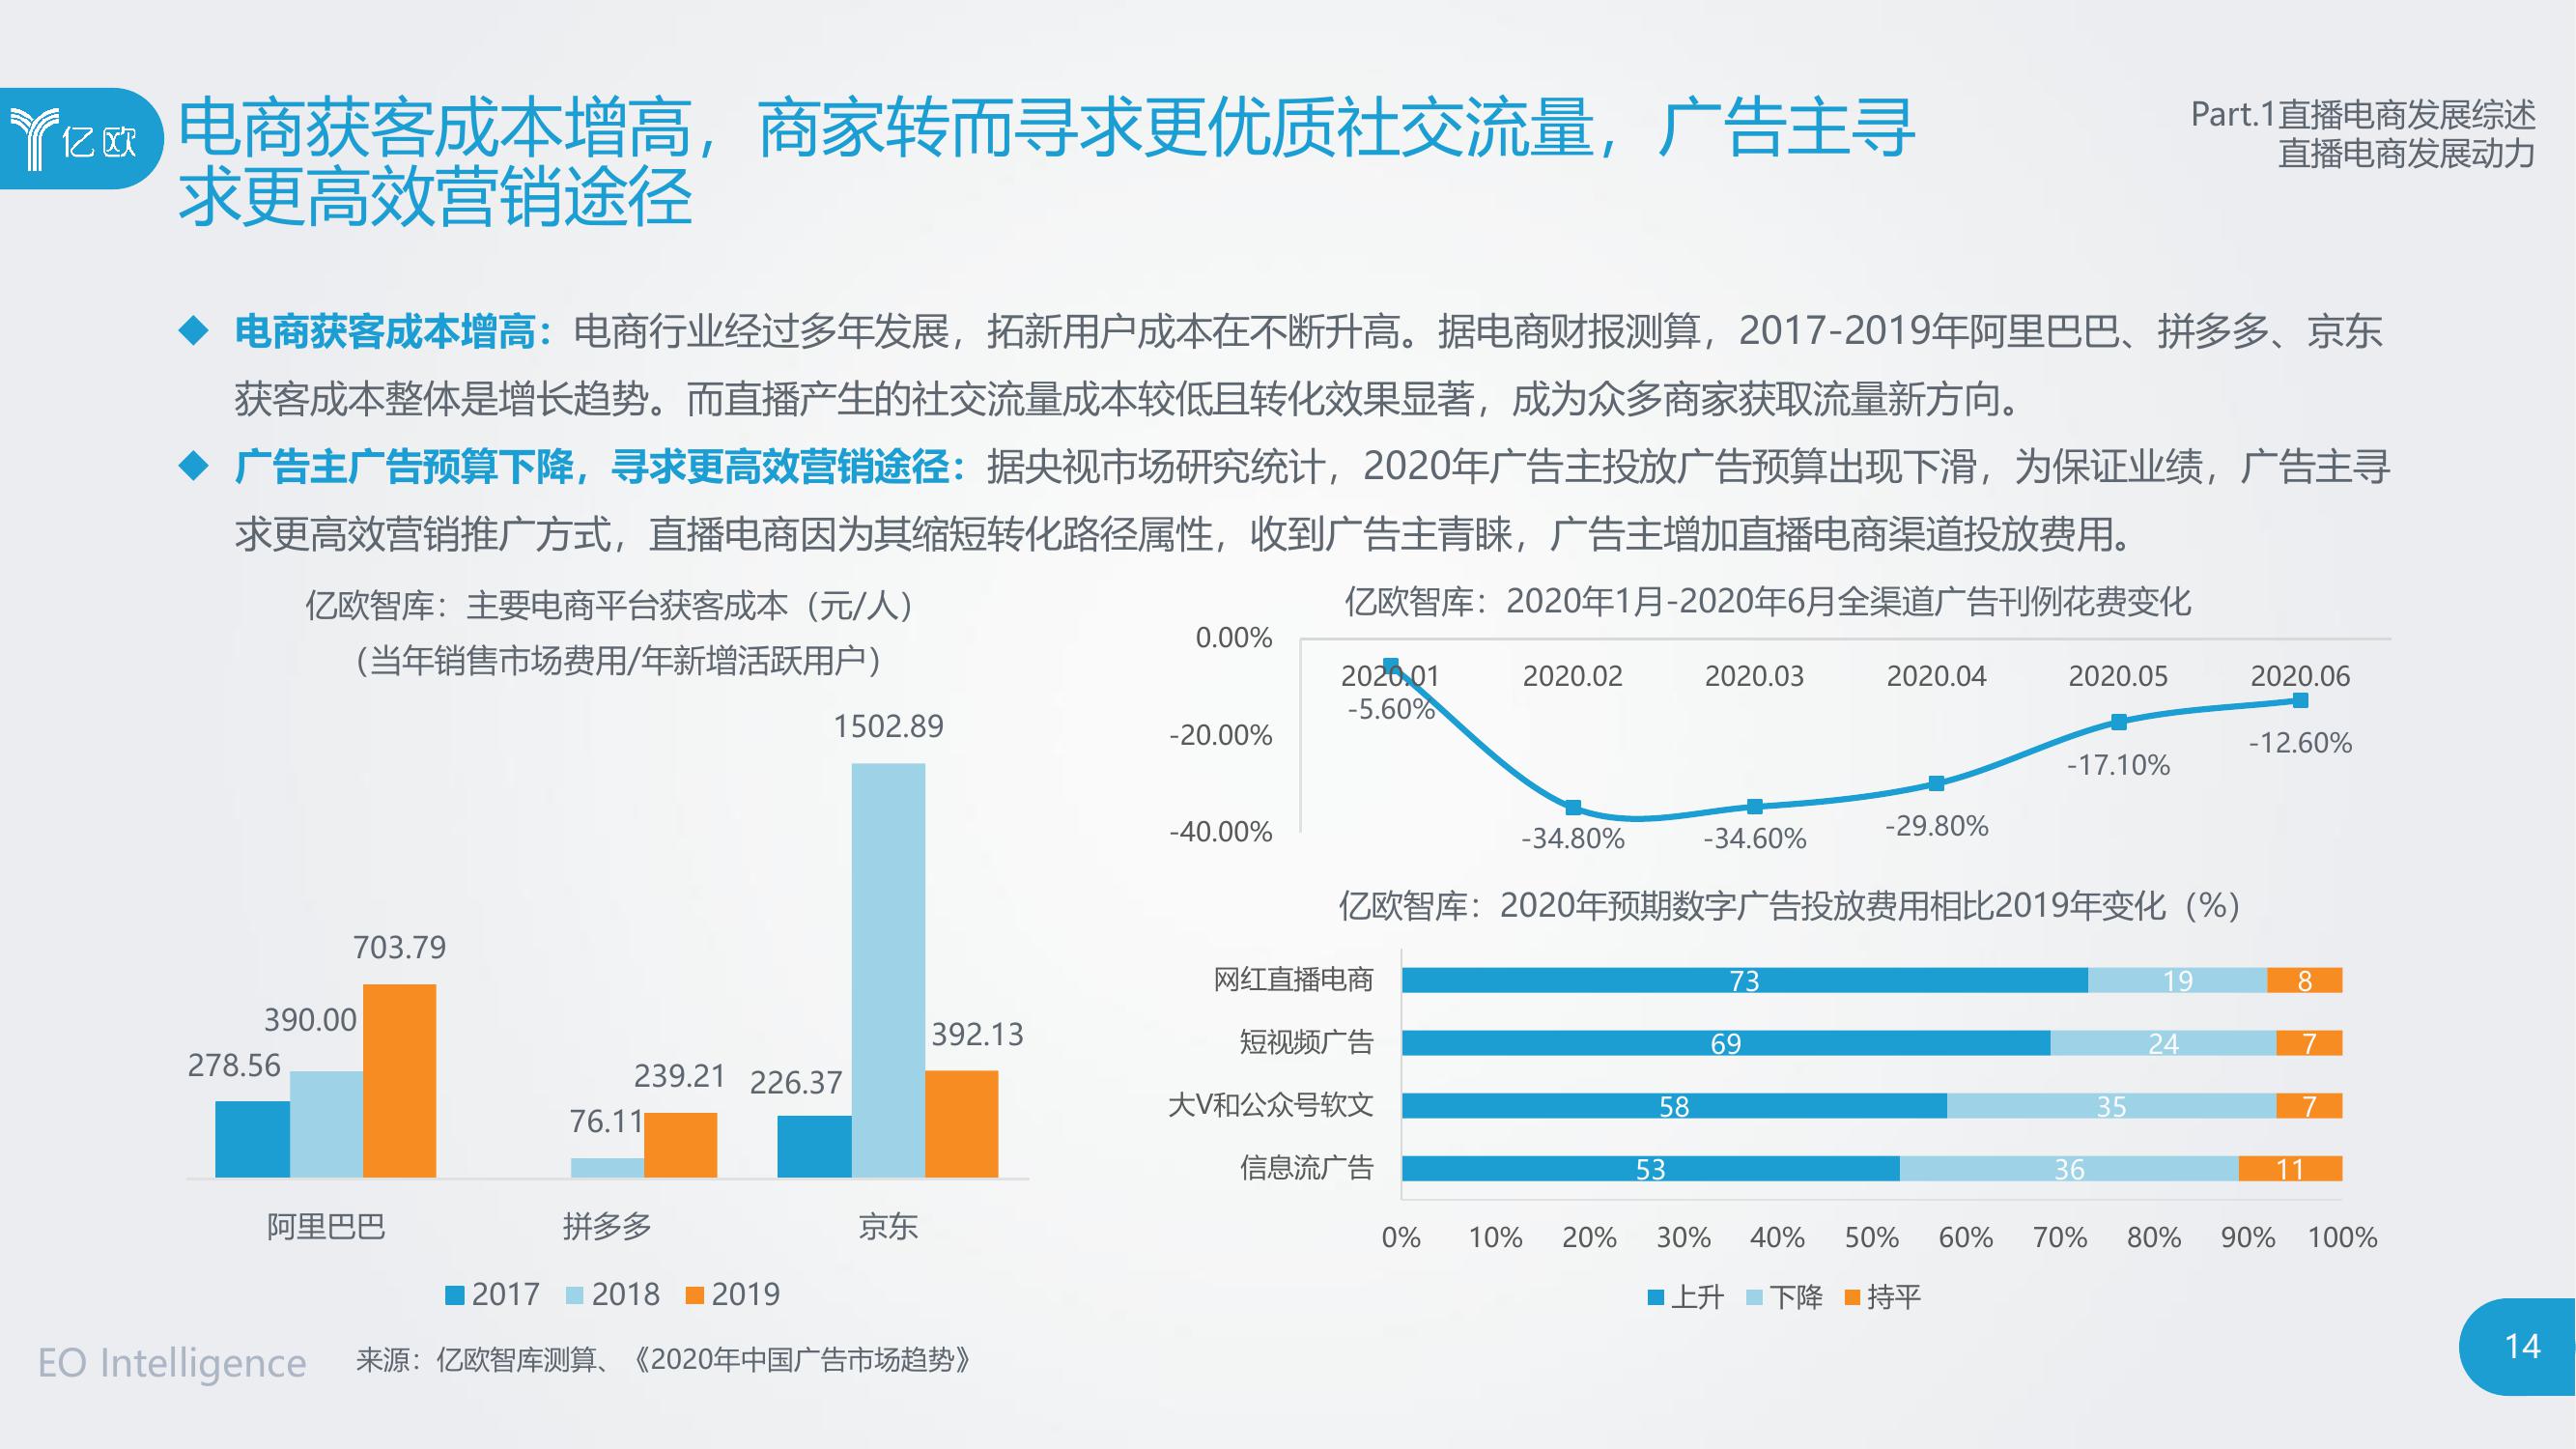 亿欧
电商获客成本增高，商家转而寻求更优质社交流量，广告主寻
求更高效营销途径
Part.1直播电商发展综述
直播电商发展动力
◆ 电商获客成本增高：电商行业经过多年发展，拓新用户成本在不断升高。据电商财报测算，2017-2019年阿里巴巴、拼多多、京东
获客成本整体是增长趋势。而直播产生的社交流量成本较低且转化效果显著，成为众多商家获取流量新方向。
◆ 广告主广告预算下降，寻求更高效营销途径：据央视市场研究统计，2020年广告主投放广告预算出现下滑，为保证业绩，广告主寻
求更高效营销推广方式，直播电商因为其缩短转化路径属性，收到广告主青睐，广告主增加直播电商渠道投放费用。
亿欧智库：主要电商平台获客成本（元/人）
（当年销售市场费用/年新增活跃用户）
1502.89
703.79
390.00
392.13
278.56
239.21
226.37
76.11
阿里巴巴 拼多多 京东
2017 2018 2019
亿欧智库：2020年1月-2020年6月全渠道广告刊例花费变化
0.00%
2020.01 2020.02 2020.03 2020.04 2020.05 2020.06
-5.60%
-20.00%
-12.60%
-17.10%
-40.00%
-34.80% -34.60% -29.80%
亿欧智库：2020年预期数字广告投放费用相比2019年变化（%）
网红直播电商 73 19 8
短视频广告 69 24 7
大V和公众号软文 58 35 7
信息流广告 53 36 11
0% 10% 20% 30% 40% 50% 60% 70% 80% 90% 100%
上升 下降 持平
EO Intelligence
来源：亿欧智库测算、《2020年中国广告市场趋势》
14